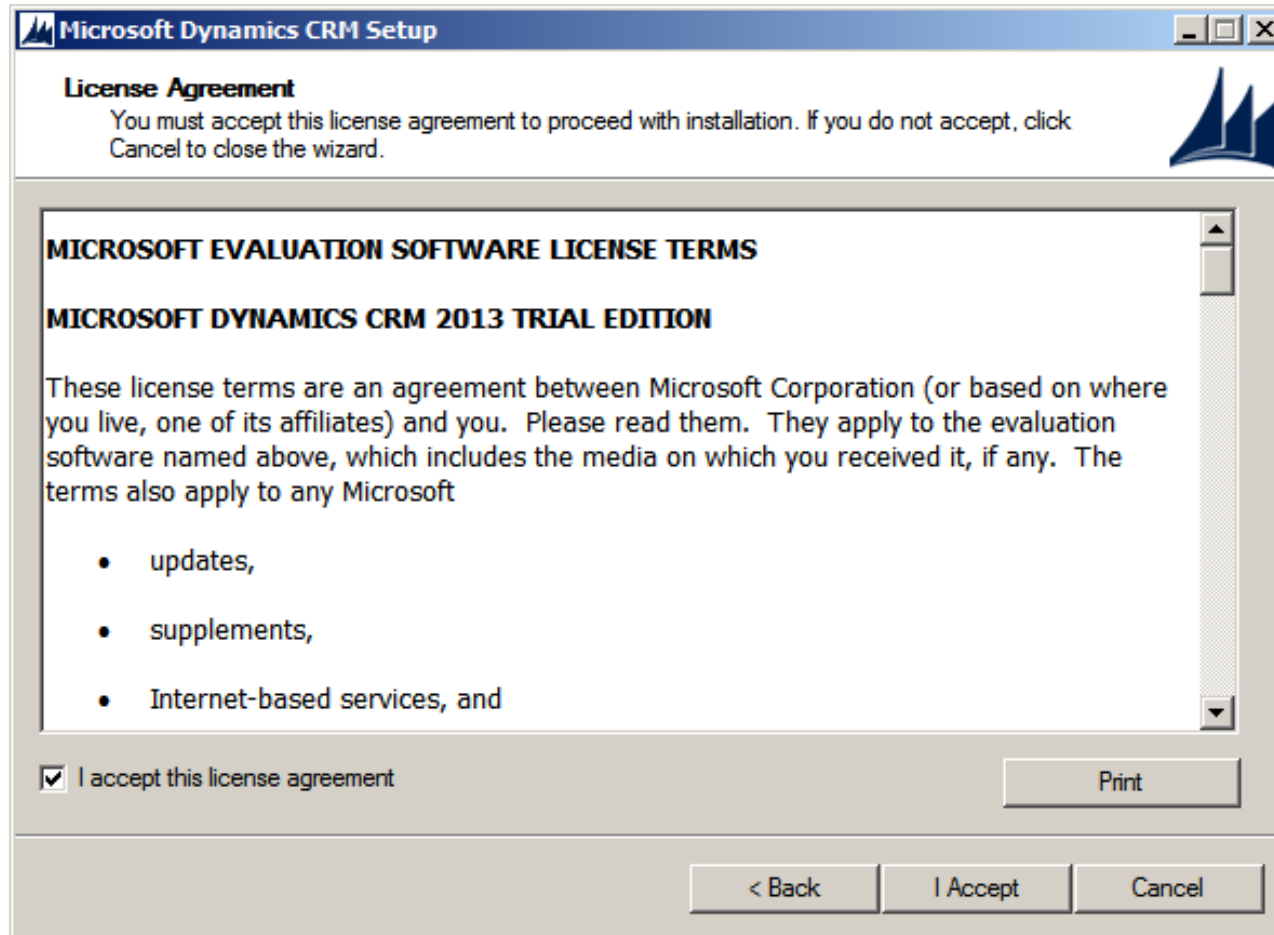 Microsoft Dynamics CRM Setup
License Agreement
You must accept this license agreement to proceed with installation. If you do not accept, click
Cancel to close the wizard.
MICROSOFT EVALUATION SOFTWARE LICENSE TERMS
MICROSOFT DYNAMICS CRM 2013 TRIAL EDITION
These license terms are an agreement between Microsoft Corporation (or based on where
you live, one of its affiliates) and you.  Please read them.  They apply to the evaluation
software named above, which includes the media on which you received it, if any.  The
terms also apply to any Microsoft
• updates,
• supplements,
• Internet-based services, and
I accept this license agreement
Print
< Back
I Accept
Cancel